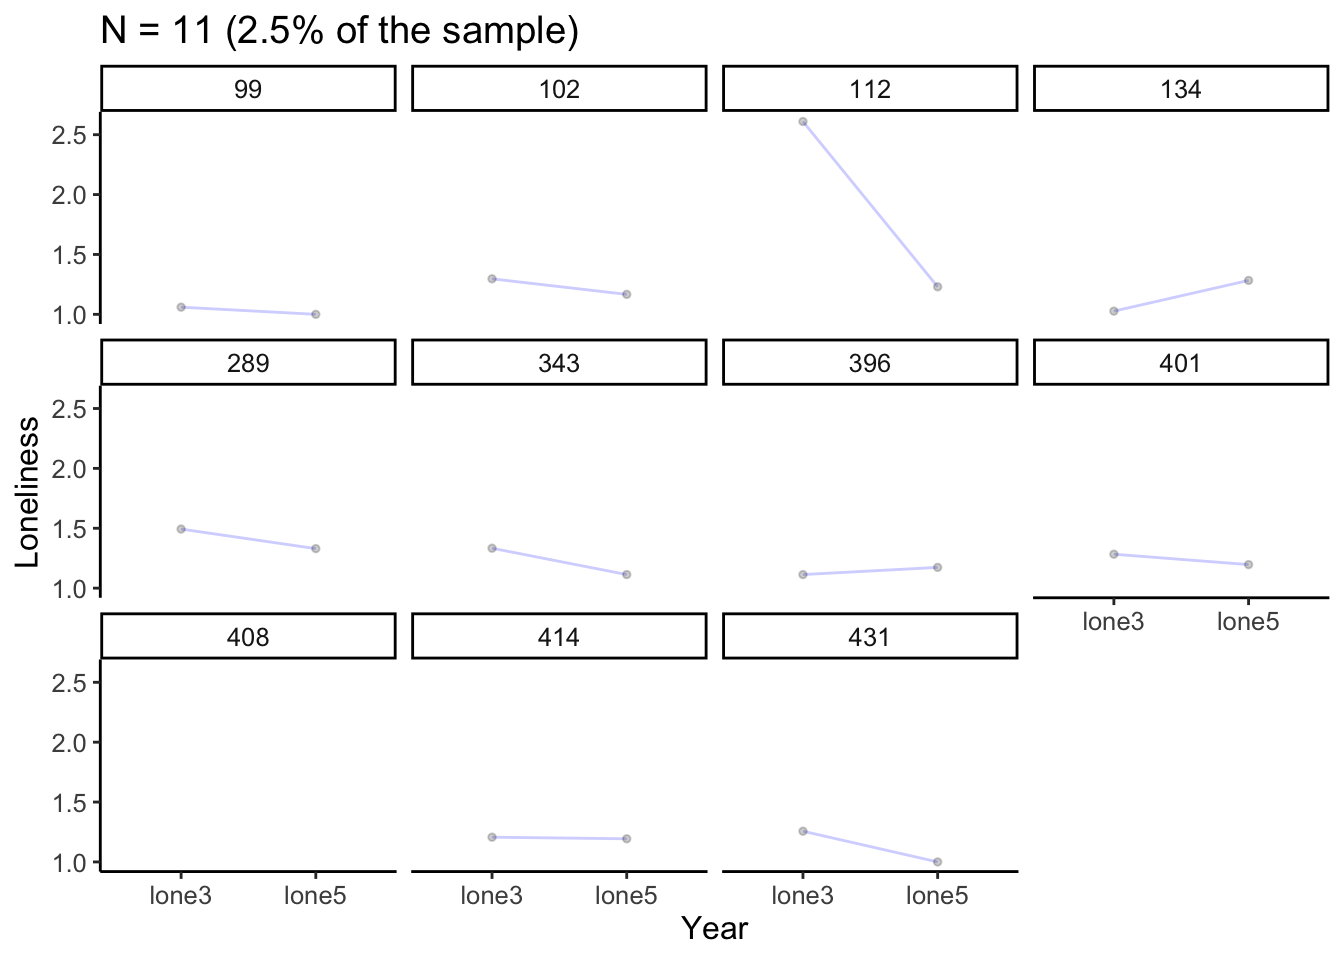 N = 11 (2.5% of the sample)
99 102 112 134
2.5
2.0
1.5
1.0
289 343 396 401
Loneliness
2.5
2.0
1.5
1.0
lone3 lone5
408 414 431
2.5
2.0
1.5
1.0
lone3 lone5 lone3 lone5 lone3 lone5
Year